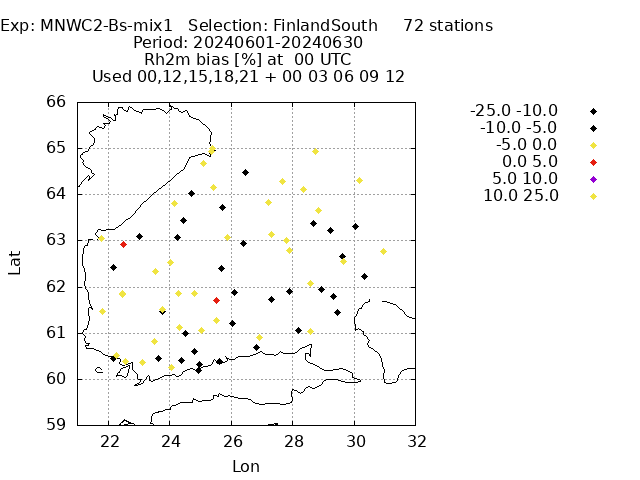 Exp: MNWC2-Bs-mix1 Selection: FinlandSouth 72 stations
Period: 20240601-20240630
Rh2m bias [%] at 00 UTC
Used 00,12,15,18,21 + 00 03 06 09 12
66
65
64
63
62
61
60
59
Lat
22 24 26 28 30 32
Lon
-25.0 -10.0
-10.0 -5.0
-5.0 0.0
0.0 5.0
5.0 10.0
10.0 25.0